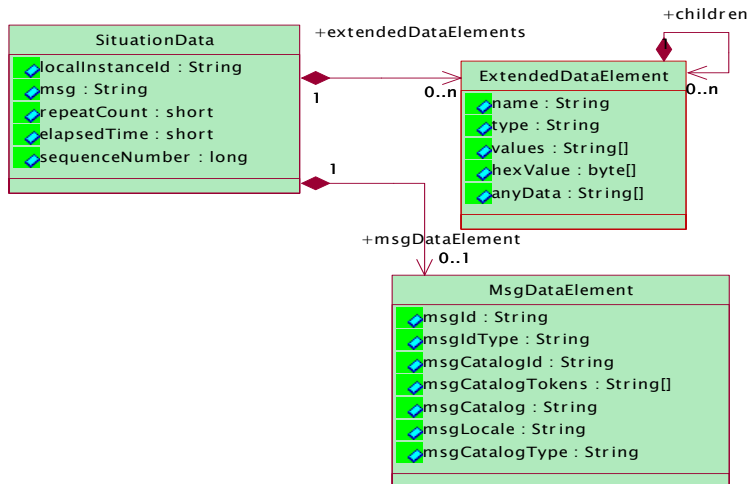 +children
SituationData
+extendedDataElements
1
localInstanceId : String
msg : String
repeatCount : short
elapsedTime : short
sequenceNumber : long
1
0..n
ExtendedDataElement
0..n
name : String
type : String
values : String[]
hexValue : byte[]
anyData : String[]
1
+msgDataElement
0..1
MsgDataElement
msgId : String
msgIdType : String
msgCatalogId : String
msgCatalogTokens : String[]
msgCatalog : String
msgLocale : String
msgCatalogType : String